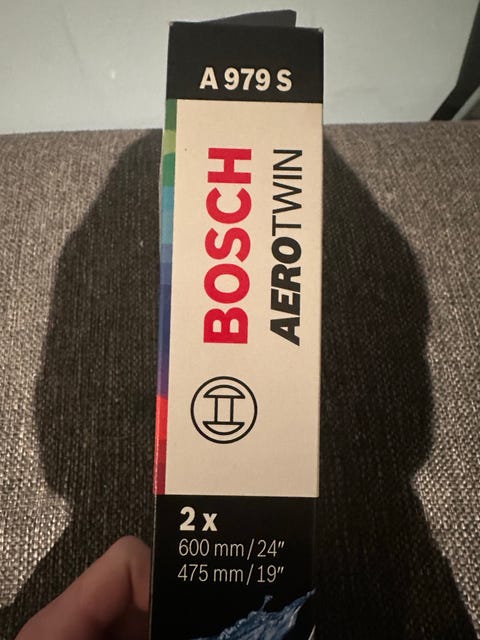 A 979 S
BOSCH
AEROTWIN
2 x
600 mm/24"
475 mm/19"